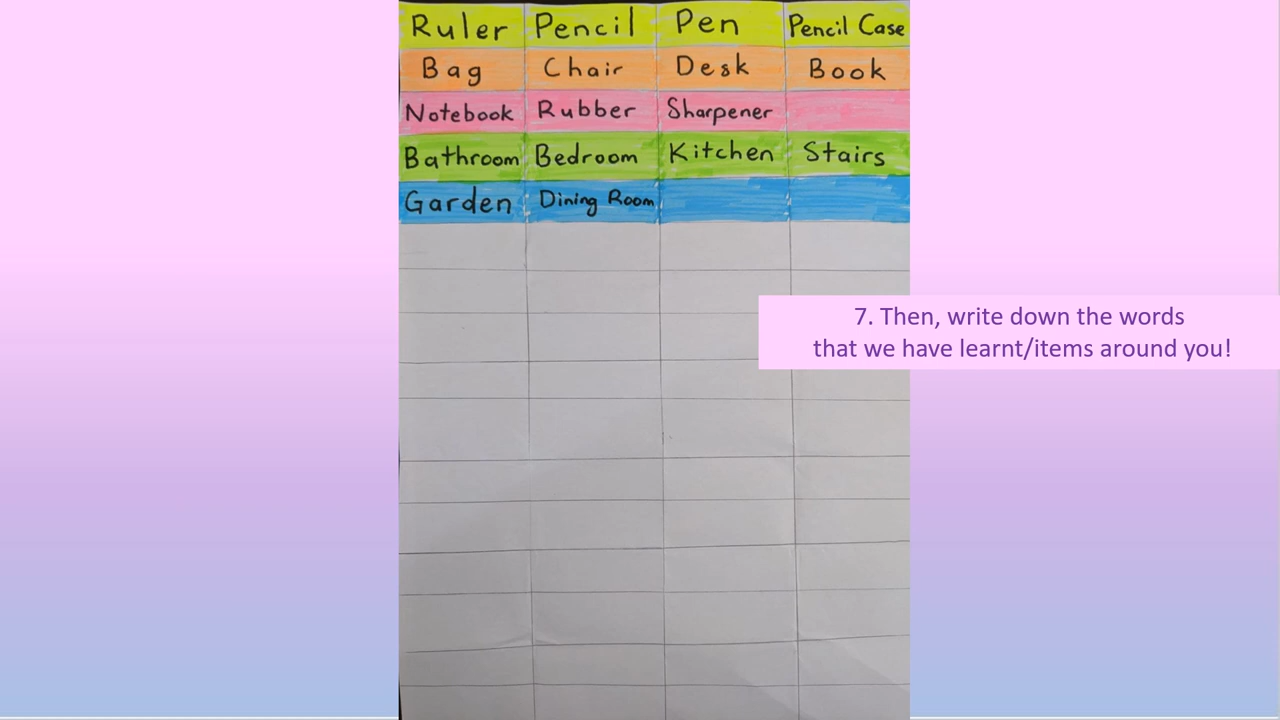 Ruler Pencil Pen Pencil Case
Bag Chair Desk Book
Notebook Rubber Sharpener
Bathroom Bedroom Kitchen Stairs
Garden Dining Room
7. Then, write down the words
that we have learnt/items around you!